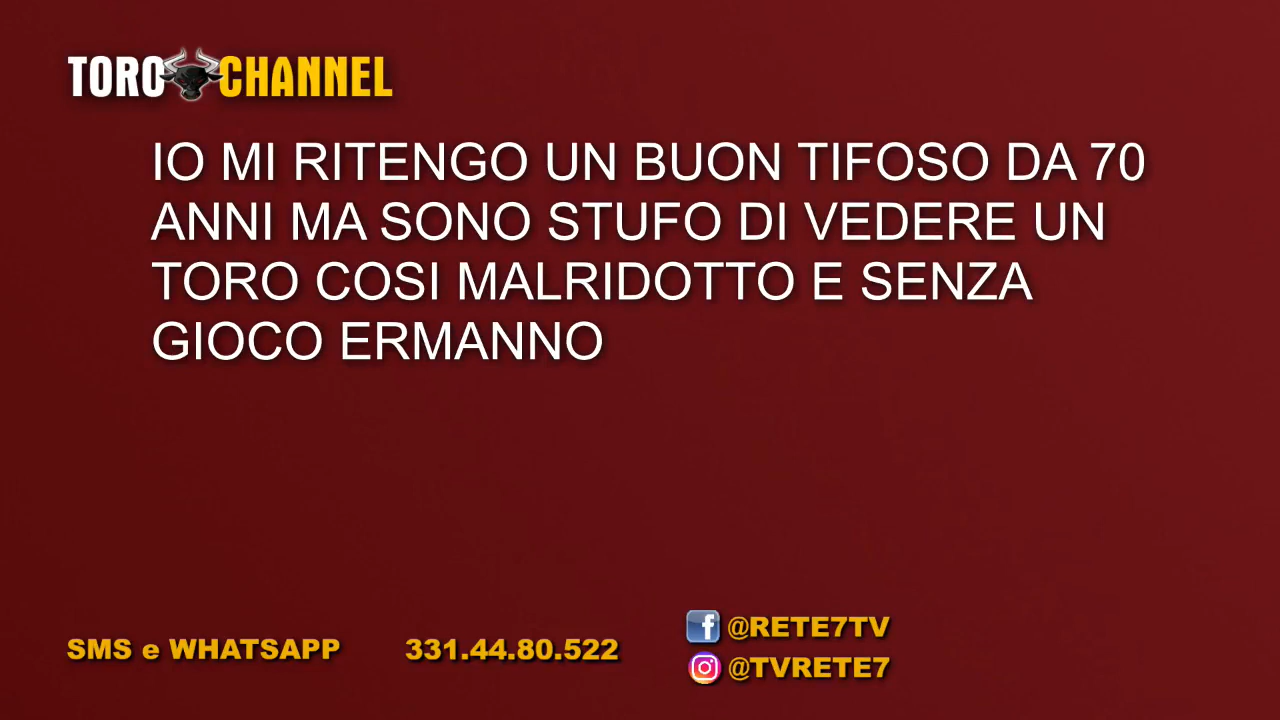 TORO CHANNEL
IO MI RITENGO UN BUON TIFOSO DA 70
ANNI MA SONO STUFO DI VEDERE UN
TORO COSI MALRIDOTTO E SENZA
GIOCO ERMANNO
SMS e WHATSAPP 331.44.80.522
@RETE7TV
@TVRETE7